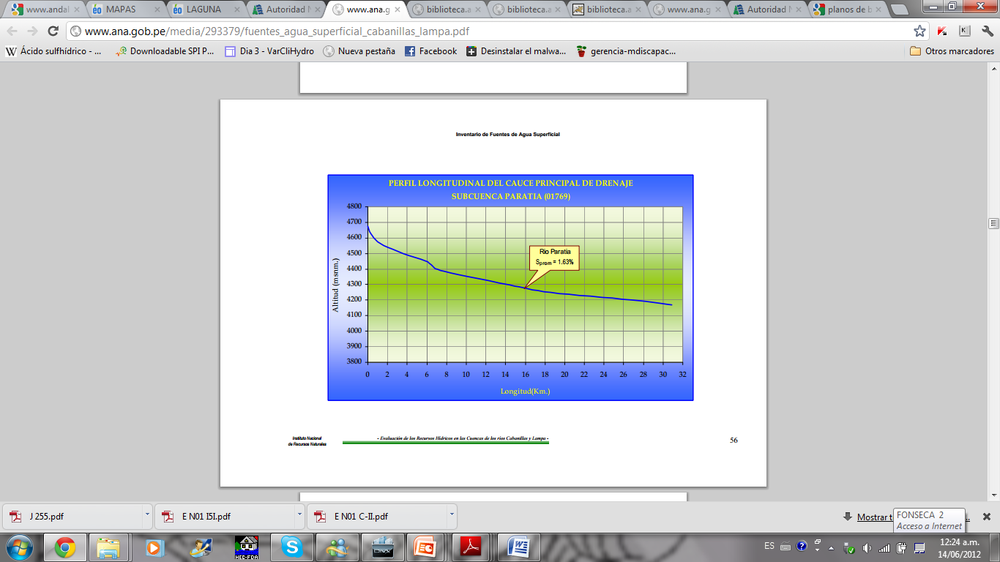 www.andal
MAPAS
LAGUNA
Autoridad N
www.ana.g
biblioteca.a
biblioteca.a
biblioteca.a
www.ana.g
Autoridad N
planos de b
www.ana.gob.pe/media/293379/fuentes_agua_superficial_cabanillas_lampa.pdf
Ácido sulfhídrico - ...
Downloadable SPI P...
Dia 3 - VarCliHydro
Nueva pestaña
Facebook
Desinstalar el malwa...
gerencia-mdiscapac...
Otros marcadores
Inventario de Fuentes de Agua Superficial
PERFIL LONGITUDINAL DEL CAUCE PRINCIPAL DE DRENAJE
SUBCUENCA PARATIA (01769)
Altitud (msnm.)
4800
4700
4600
4500
4400
4300
4200
4100
4000
3900
3800
Rio Paratia
Sprom = 1.63%
0 2 4 6 8 10 12 14 16 18 20 22 24 26 28 30 32
Longitud(Km.)
Instituto Nacional
de Recursos Naturales
- Evaluación de los Recursos Hídricos en las Cuencas de los ríos Cabanillas y Lampa -
56
J 255.pdf
E N01 I5I.pdf
E N01 C-II.pdf
Mostrar t
FONSECA 2
Acceso a Internet
HEC-FDA
ES
12:24 a.m.
14/06/2012